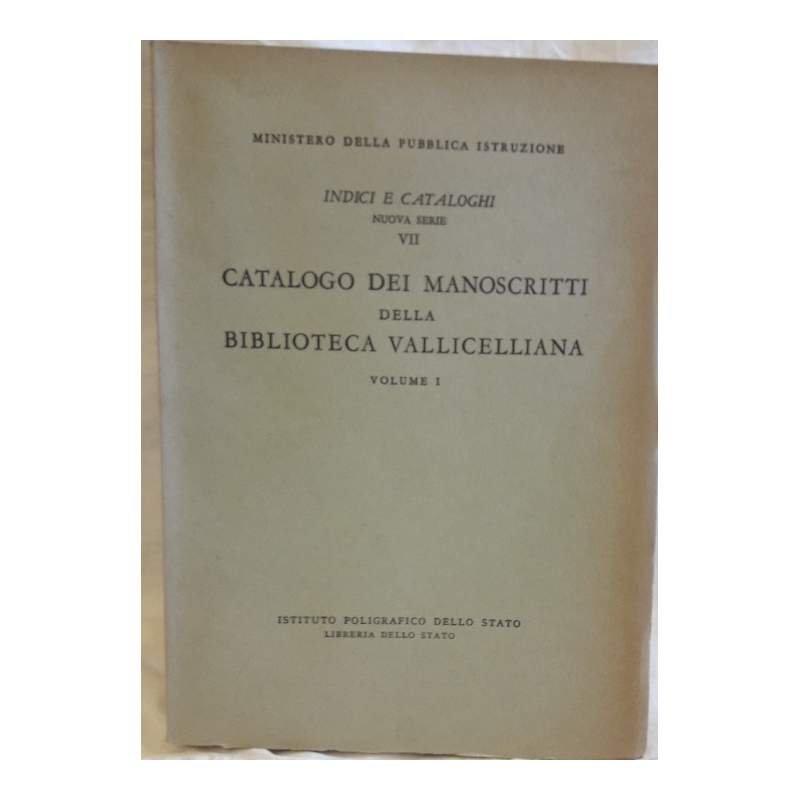 MINISTERO DELLA PUBBLICA ISTRUZIONE
INDICI E CATALOGHI
NUOVA SERIE
VII
CATALOGO DEI MANOSCRITTI
DELLA
BIBLIOTECA VALLICELLIANA
VOLUME I
ISTITUTO POLIGRAFICO DELLO STATO
LIBRERIA DELLO STATO